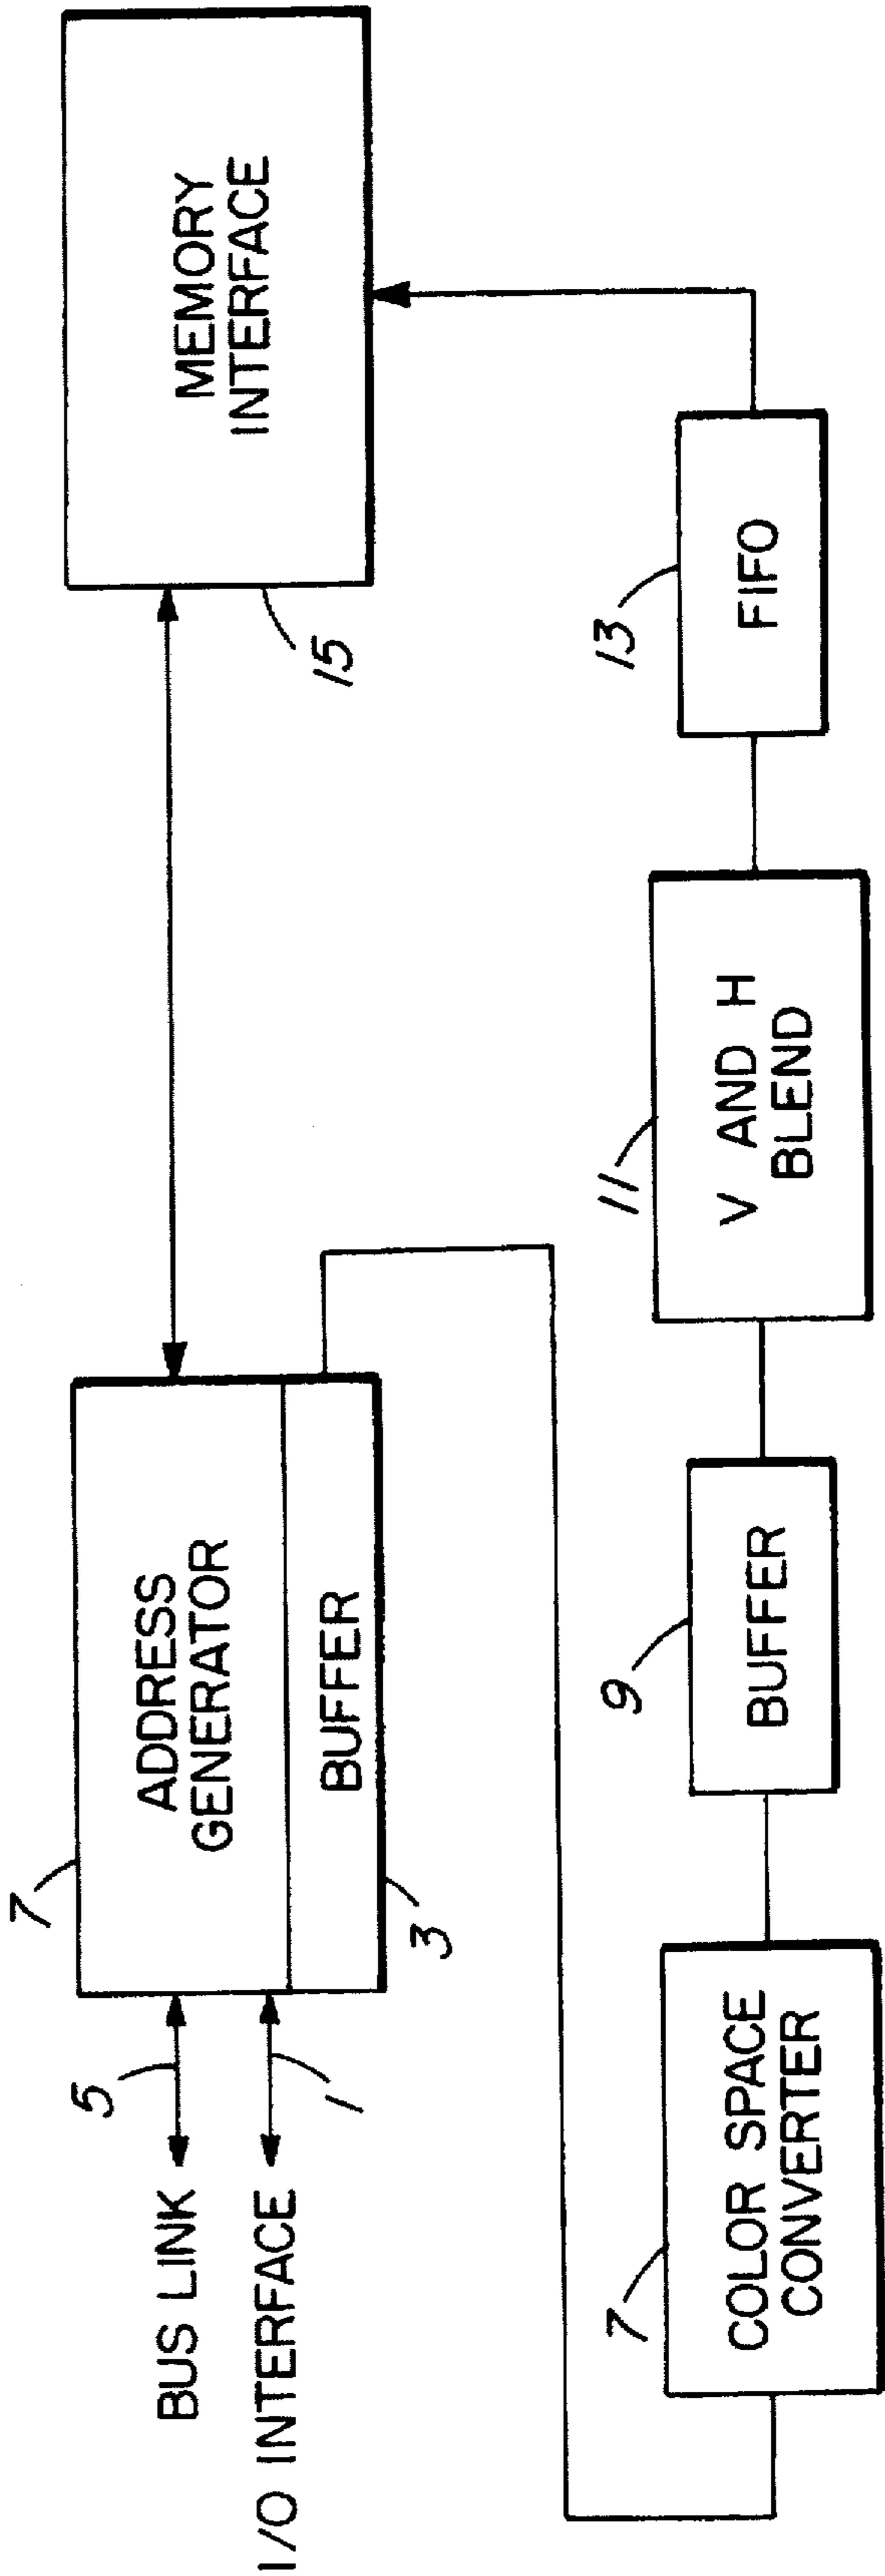 BUS LINK
5
I/O INTERFACE
1
7
ADDRESS
GENERATOR
BUFFER
3
MEMORY
INTERFACE
15
7
COLOR SPACE
CONVERTER
9
BUFFER
11
V AND H
BLEND
13
FIFO